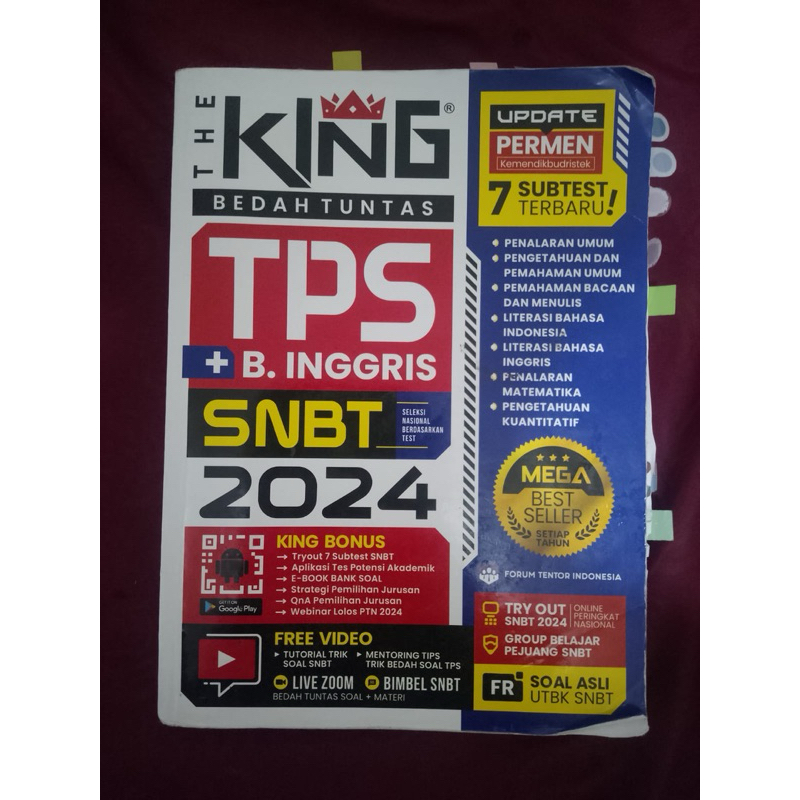 THE KING®
BEDAH TUNTAS
TPS
+ B. INGGRIS
SNBT
SELEKSI
NASIONAL
BERDASARKAN
TEST
2024
KING BONUS
→ Tryout 7 Subtest SNBT
→ Aplikasi Tes Potensi Akademik
→ E-BOOK BANK SOAL
→ Strategi Pemilihan Jurusan
→ QnA Pemilihan Jurusan
→ Webinar Lolos PTN 2024
GET IT ON
Google Play
FREE VIDEO
TUTORIAL TRIK
SOAL SNBT
MENTORING TIPS
TRIK BEDAH SOAL TPS
LIVE ZOOM
BIMBEL SNBT
BEDAH TUNTAS SOAL + MATERI
UPDATE
PERMEN
Kemendikbudristek
7 SUBTEST
TERBARU!
• PENALARAN UMUM
• PENGETAHUAN DAN
PEMAHAMAN UMUM
• PEMAHAMAN BACAAN
DAN MENULIS
• LITERASI BAHASA
INDONESIA
• LITERASI BAHASA
INGGRIS
• PENALARAN
MATEMATIKA
• PENGETAHUAN
KUANTITATIF
MEGA
BEST
SELLER
SETIAP
TAHUN
FORUM TENTOR INDONESIA
TRY OUT
SNBT 2024
ONLINE
PERINGKAT
NASIONAL
GROUP BELAJAR
PEJUANG SNBT
FR
SOAL ASLI
UTBK SNBT